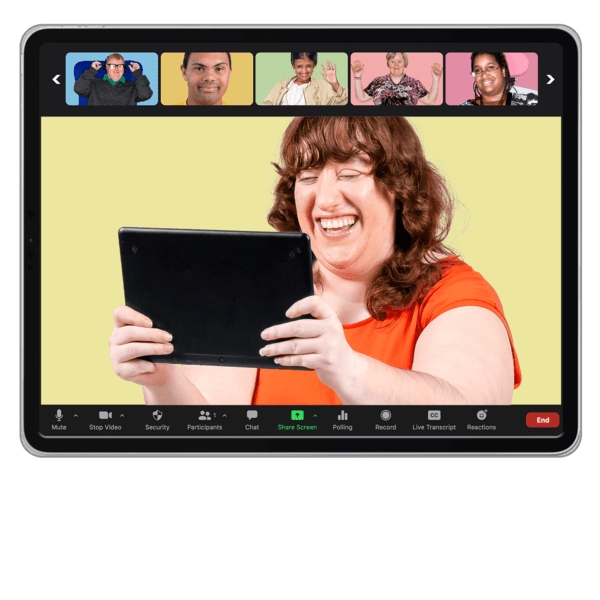 1
Mute
Stop Video
Security
Participants
Chat
Share Screen
Polling
CC
Record
Live Transcript
Reactions
End